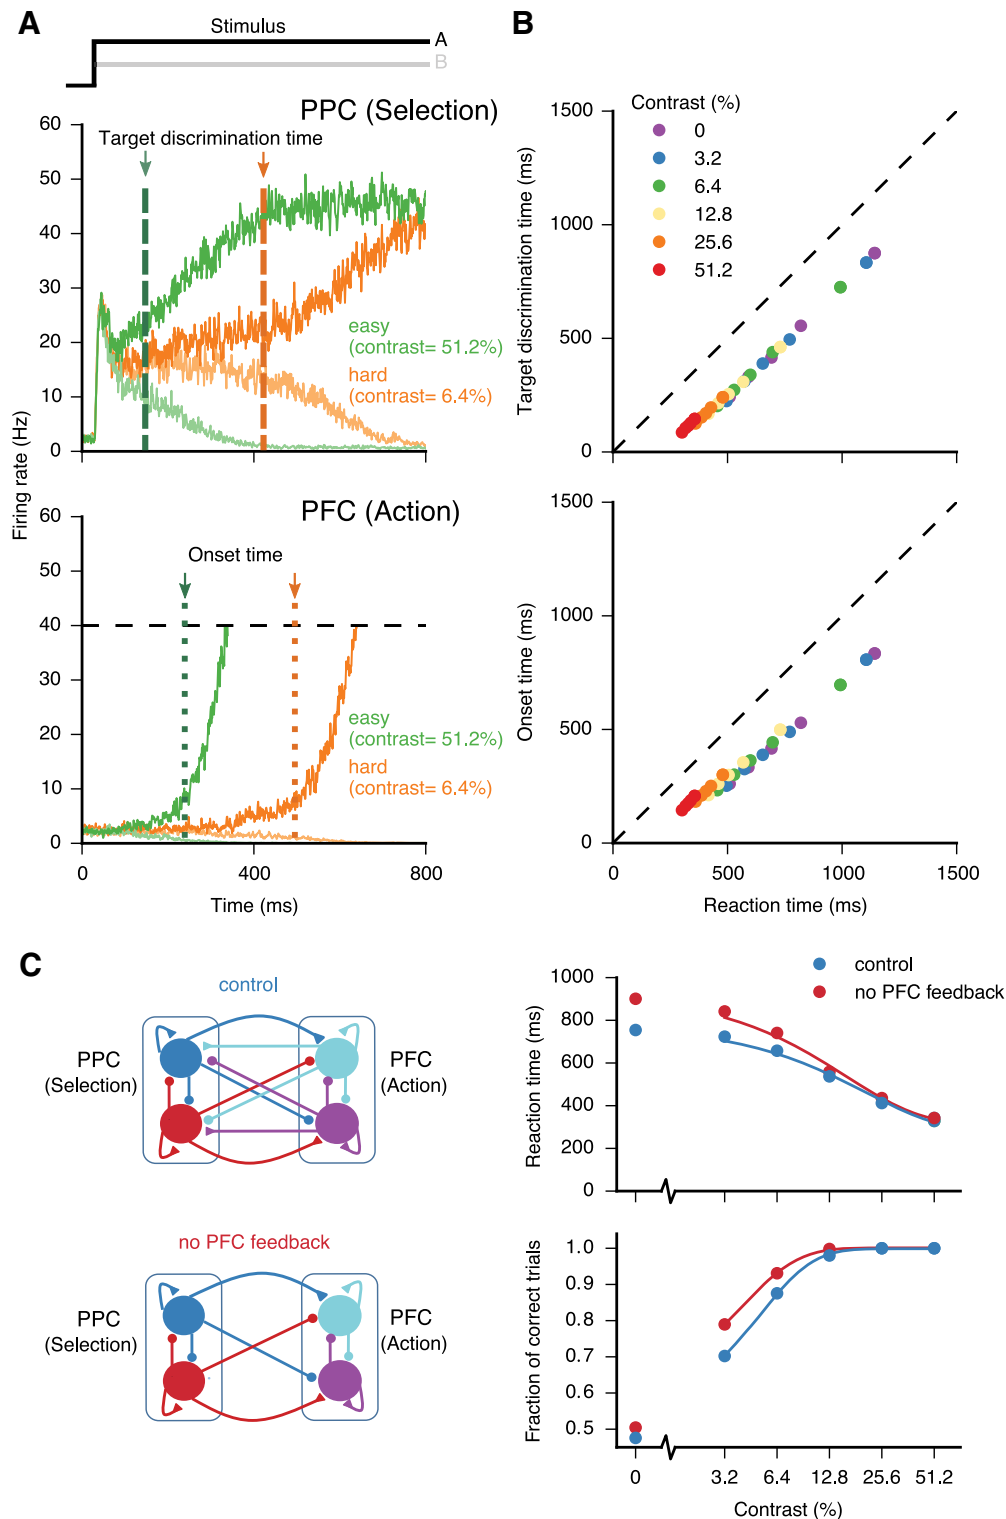 A
Stimulus
A
B
PPC (Selection)
Target discrimination time
60
50
40
30
20
10
0
easy
(contrast= 51.2%)
hard
(contrast= 6.4%)
Firing rate (Hz)
PFC (Action)
Onset time
60
50
40
30
20
10
0
easy
(contrast= 51.2%)
hard
(contrast= 6.4%)
0
400
800
Time (ms)
B
Contrast (%)
0
3.2
6.4
12.8
25.6
51.2
1500
1000
500
0
Target discrimination time (ms)
1500
1000
500
0
Onset time (ms)
0
500
1000
1500
Reaction time (ms)
C
control
PPC
(Selection)
PFC
(Action)
no PFC feedback
PPC
(Selection)
PFC
(Action)
control
no PFC feedback
1000
800
600
400
200
0
Reaction time (ms)
1.0
0.9
0.8
0.7
0.6
0.5
Fraction of correct trials
0
3.2
6.4
12.8
25.6
51.2
Contrast (%)